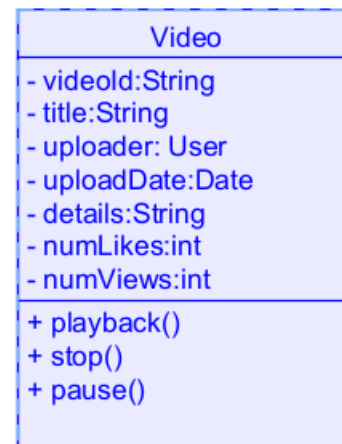 Video
- videoId:String
- title:String
- uploader: User
- uploadDate:Date
- details:String
- numLikes:int
- numViews:int
+ playback()
+ stop()
+ pause()